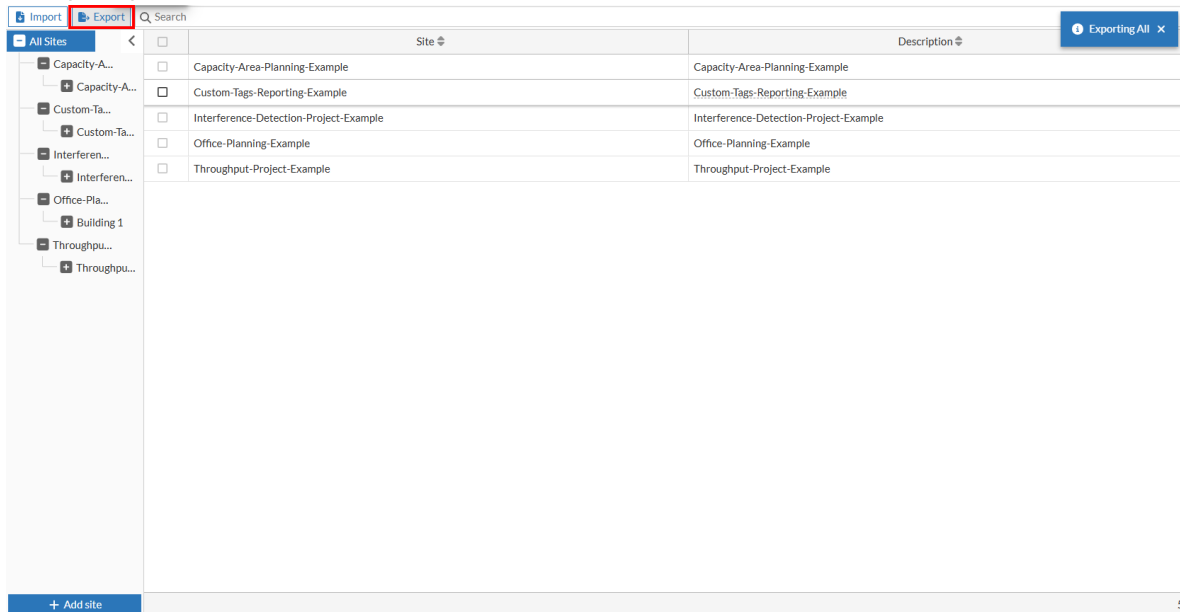 Import Export Search
Exporting All
All Sites
Site Description
Capacity-A...
Capacity-A...
Custom-Ta...
Custom-Ta...
Interferen...
Interferen...
Office-Pla...
Building 1
Throughpu...
Throughpu...
Capacity-Area-Planning-Example Capacity-Area-Planning-Example
Custom-Tags-Reporting-Example Custom-Tags-Reporting-Example
Interference-Detection-Project-Example Interference-Detection-Project-Example
Office-Planning-Example Office-Planning-Example
Throughput-Project-Example Throughput-Project-Example
+ Add site